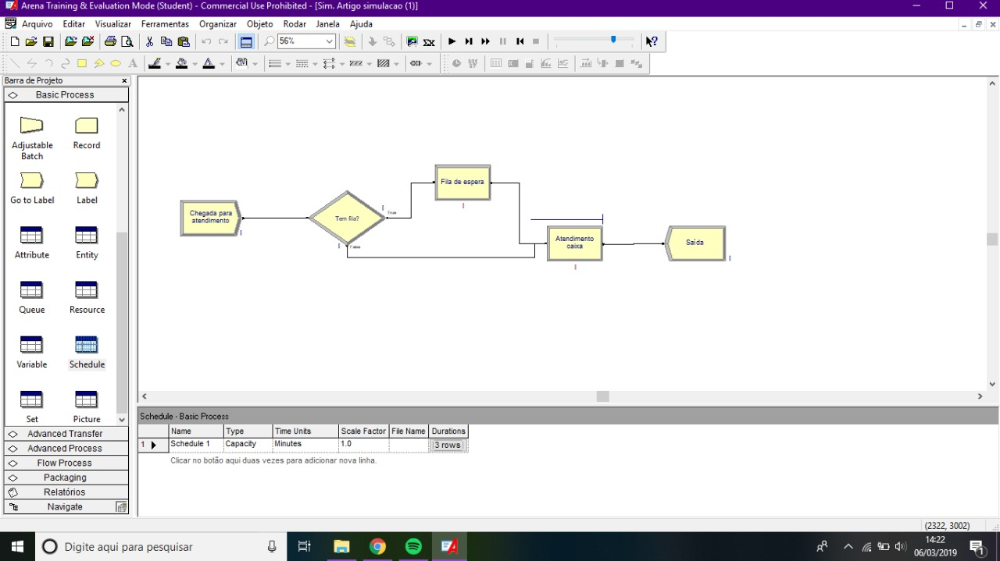 Arena Training & Evaluation Mode (Student) - Commercial Use Prohibited - [Sim. Artigo simulacao (1)]
Arquivo Editar Visualizar Ferramentas Organizar Objeto Rodar Janela Ajuda
56%
Barra de Projeto
Basic Process
Adjustable Batch
Record
Go to Label
Label
Attribute
Entity
Queue
Resource
Variable
Schedule
Set
Picture
Advanced Transfer
Advanced Process
Flow Process
Packaging
Relatórios
Navigate
Chegada para
atendimento
Tem fila?
True
False
Fila de espera
Atendimento
caixa
Saída
Schedule - Basic Process
Name Type Time Units Scale Factor File Name Durations
1 Schedule 1 Capacity Minutes 1.0 3 rows
Clicar no botão aqui duas vezes para adicionar nova linha.
(2322, 3002)
Digite aqui para pesquisar
14:22
06/03/2019
1